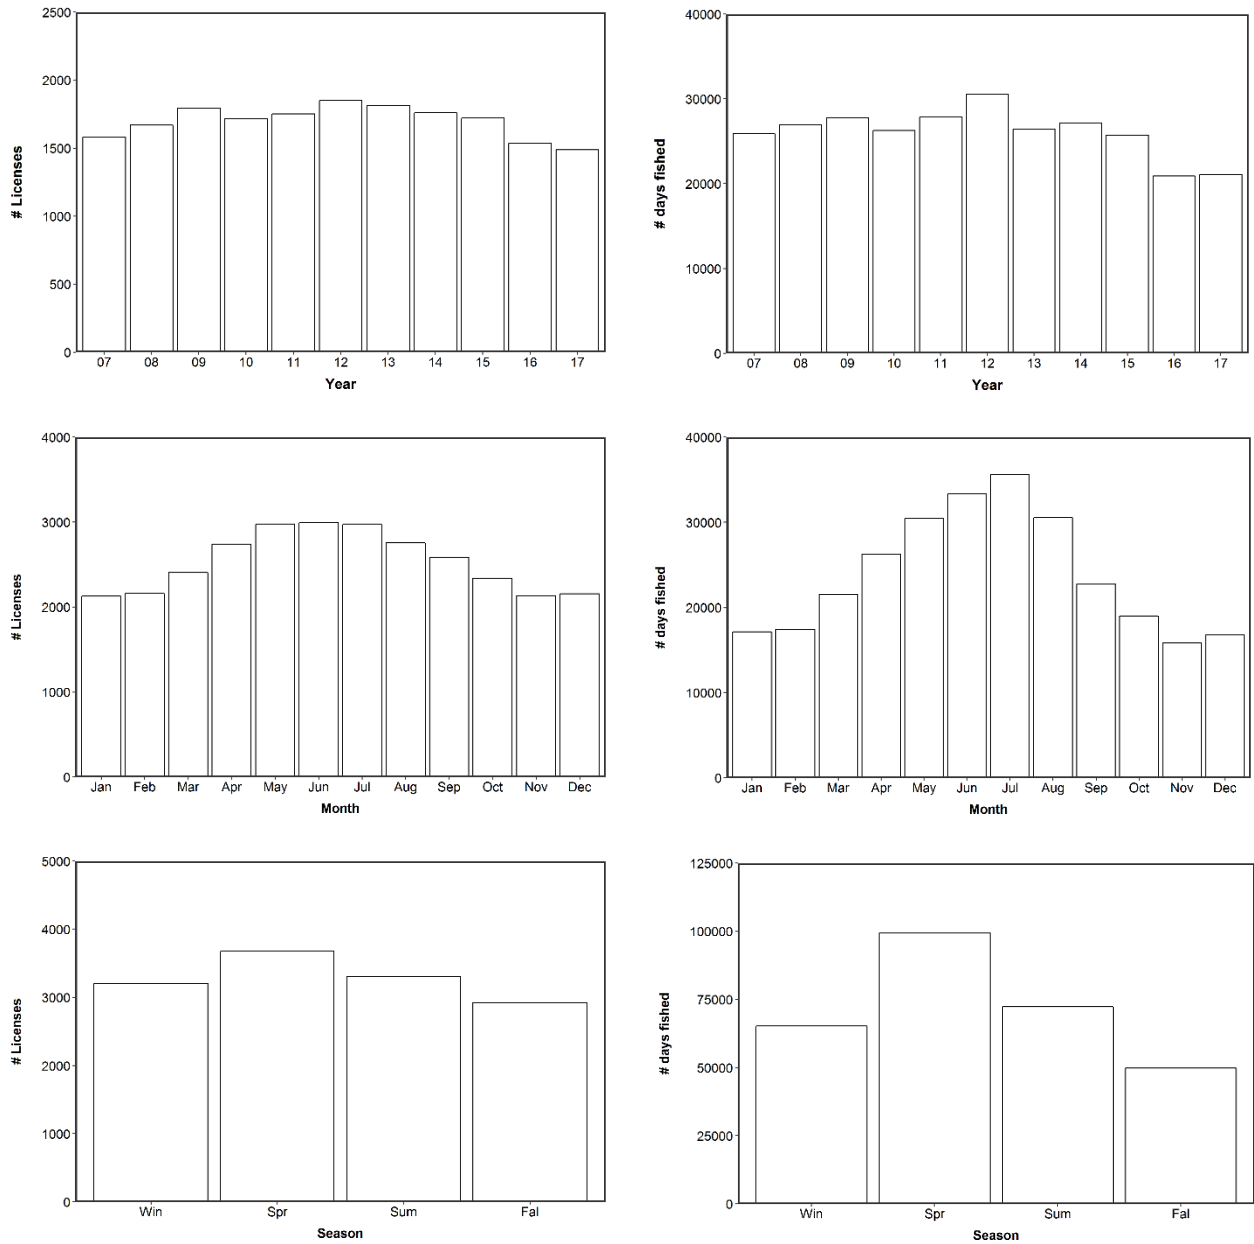 2500
2000
1500
1000
500
0
# Licenses
07 08 09 10 11 12 13 14 15 16 17
Year
40000
30000
20000
10000
0
# days fished
07 08 09 10 11 12 13 14 15 16 17
Year
4000
3000
2000
1000
0
# Licenses
Jan Feb Mar Apr May Jun Jul Aug Sep Oct Nov Dec
Month
40000
30000
20000
10000
0
# days fished
Jan Feb Mar Apr May Jun Jul Aug Sep Oct Nov Dec
Month
5000
4000
3000
2000
1000
0
# Licenses
Win Spr Sum Fal
Season
125000
100000
75000
50000
25000
0
# days fished
Win Spr Sum Fal
Season